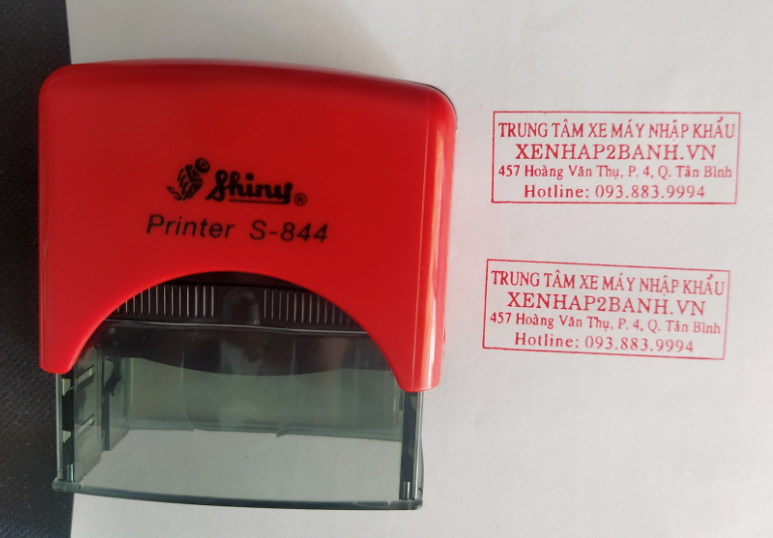 Shiny®
Printer S-844
TRUNG TÂM XE MÁY NHẬP KHẨU
XENHAP2BANH.VN
457 Hoàng Văn Thụ, P. 4, Q. Tân Bình
Hotline: 093.883.9994
TRUNG TÂM XE MÁY NHẬP KHẨU
XENHAP2BANH.VN
457 Hoàng Văn Thụ, P. 4, Q. Tân Bình
Hotline: 093.883.9994